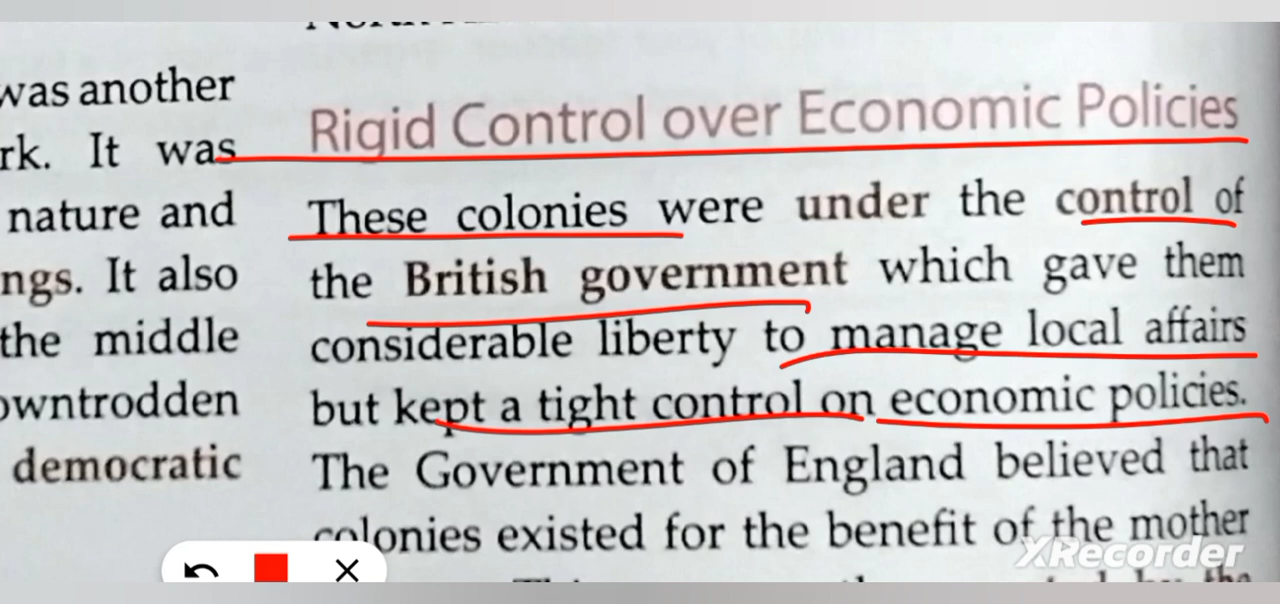 was another
rk. It was
nature and
ngs. It also
the middle
owntrodden
democratic
Rigid Control over Economic Policies
These colonies were under the control of
the British government which gave them
considerable liberty to manage local affairs
but kept a tight control on economic policies.
The Government of England believed that
colonies existed for the benefit of the mother
XRecorder